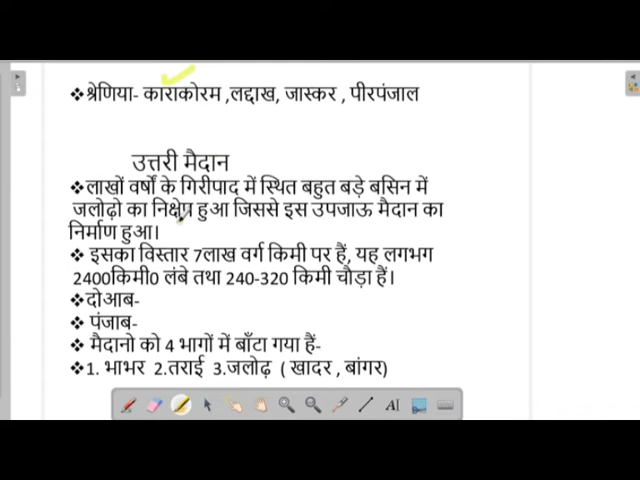 ❖श्रेणिया- काराकोरम ,लद्दाख, जास्कर , पीरपंजाल
उत्तरी मैदान
❖लाखों वर्षों के गिरीपाद में स्थित बहुत बड़े बसिन में
जलोढ़ो का निक्षेप हुआ जिससे इस उपजाऊ मैदान का
निर्माण हुआ।
❖ इसका विस्तार 7लाख वर्ग किमी पर हैं, यह लगभग
2400किमी0 लंबे तथा 240-320 किमी चौड़ा हैं।
❖दोआब-
❖ पंजाब-
❖ मैदानो को 4 भागों में बाँटा गया हैं-
❖1. भाभर 2.तराई 3.जलोढ़ ( खादर , बांगर)